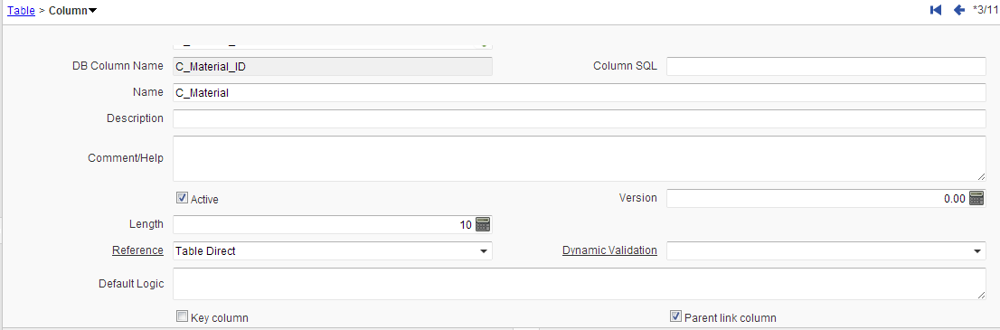 Table > Column
*3/11
DB Column Name C_Material_ID Column SQL
Name C_Material
Description
Comment/Help
Active Version 0.00
Length 10
Reference Table Direct Dynamic Validation
Default Logic
Key column Parent link column